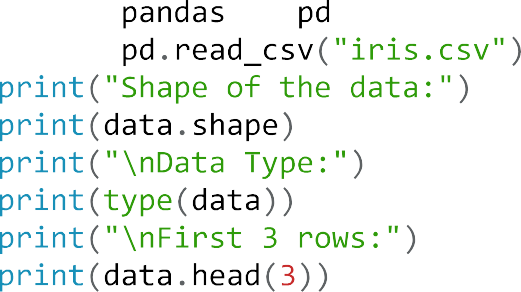 pandas pd
pd.read_csv("iris.csv")
print("Shape of the data:")
print(data.shape)
print("\nData Type:")
print(type(data))
print("\nFirst 3 rows:")
print(data.head(3))